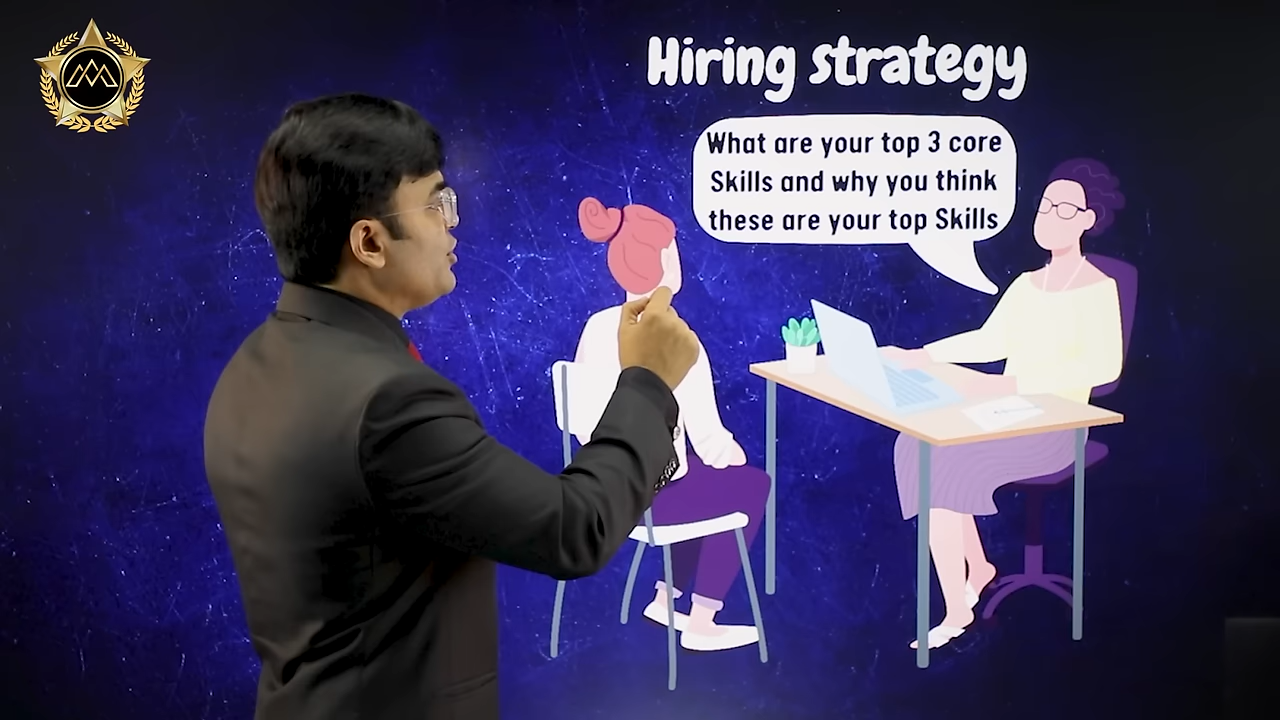 Hiring strategy
What are your top 3 core
Skills and why you think
these are your top Skills